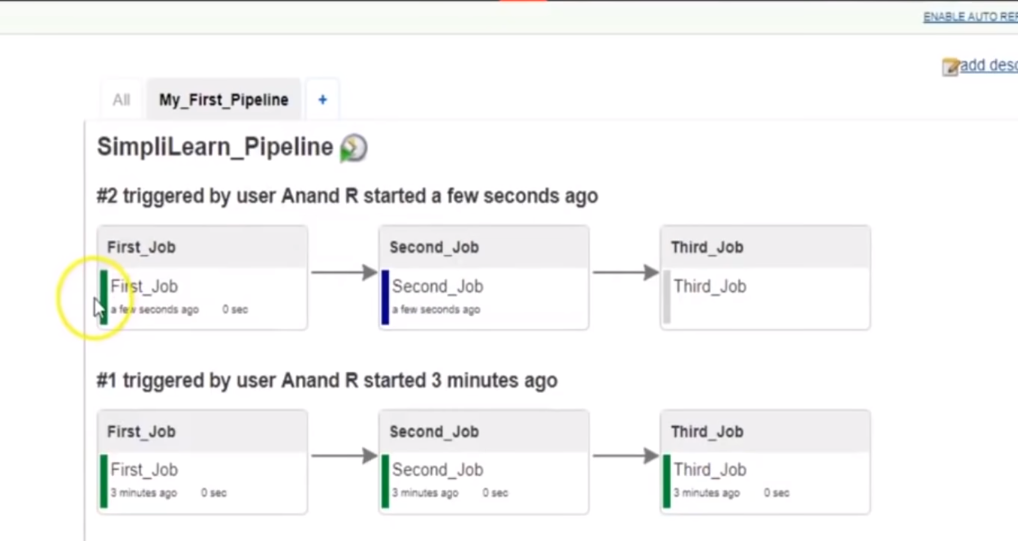 ENABLE AUTO REF
add desc
All My_First_Pipeline +
SimpliLearn_Pipeline
#2 triggered by user Anand R started a few seconds ago
First_Job Second_Job Third_Job
First_Job Second_Job Third_Job
a few seconds ago 0 sec a few seconds ago
#1 triggered by user Anand R started 3 minutes ago
First_Job Second_Job Third_Job
First_Job Second_Job Third_Job
3 minutes ago 0 sec 3 minutes ago 0 sec 3 minutes ago 0 sec